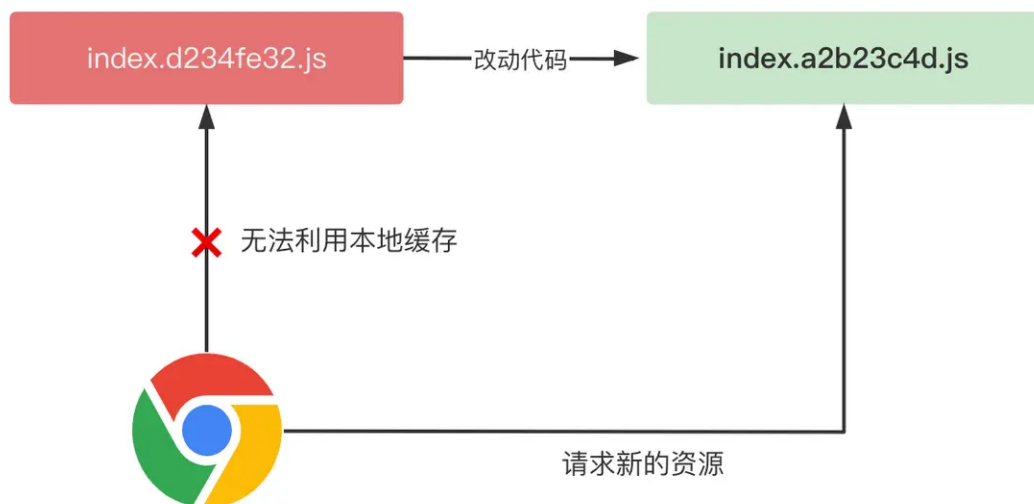 index.d234fe32.js
改动代码
index.a2b23c4d.js
无法利用本地缓存
请求新的资源